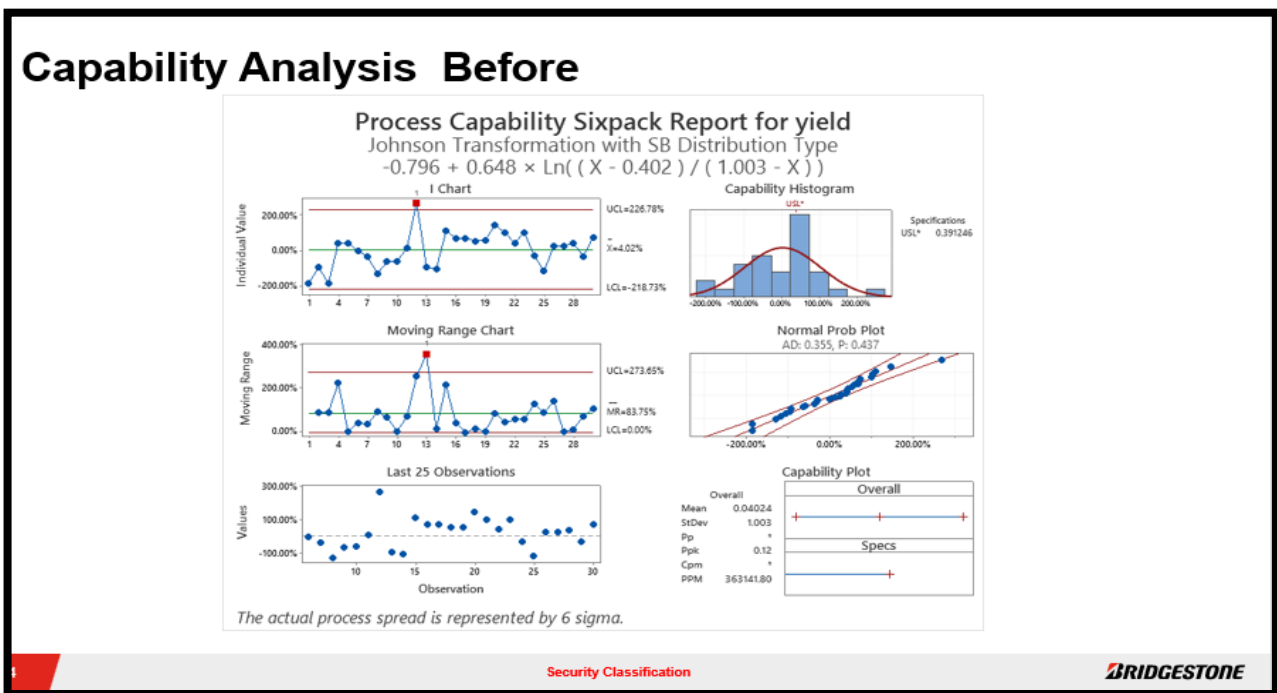 Capability Analysis Before
Process Capability Sixpack Report for yield
Johnson Transformation with SB Distribution Type
-0.796 + 0.648 × Ln( ( X - 0.402 ) / ( 1.003 - X ) )
I Chart
Individual Value
200.00%
0.00%
-200.00%
1 4 7 10 13 16 19 22 25 28
1
UCL=226.78%
X=4.02%
LCL=-218.73%
Capability Histogram
USL*
-200.00% -100.00% 0.00% 100.00% 200.00%
Specifications
USL* 0.391246
Moving Range Chart
Moving Range
400.00%
200.00%
0.00%
1 4 7 10 13 16 19 22 25 28
1
UCL=273.65%
MR=83.75%
LCL=0.00%
Normal Prob Plot
AD: 0.355, P: 0.437
-200.00% 0.00% 200.00%
Last 25 Observations
Values
300.00%
100.00%
-100.00%
10 15 20 25 30
Observation
Capability Plot
Overall
Mean 0.04024
StDev 1.003
Pp *
Ppk 0.12
Cpm *
PPM 363141.80
Overall
Specs
The actual process spread is represented by 6 sigma.
4
Security Classification
BRIDGESTONE